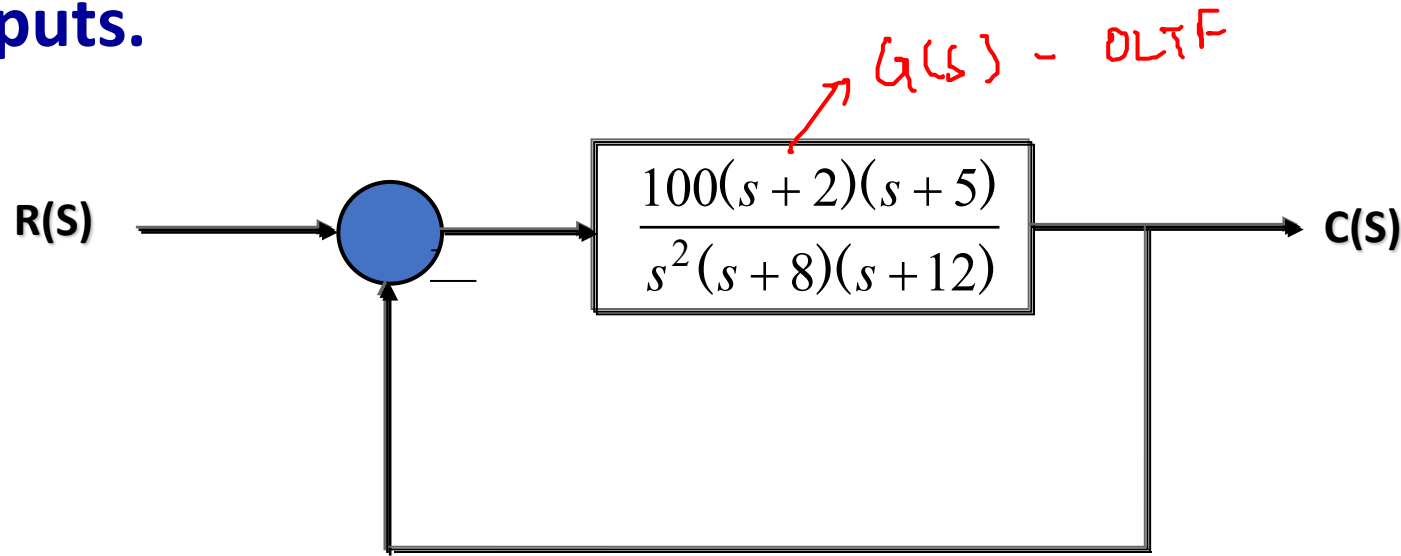 puts.
G(s) - OLTF
R(S)
100(s + 2)(s + 5)
s²(s + 8)(s + 12)
C(S)
—